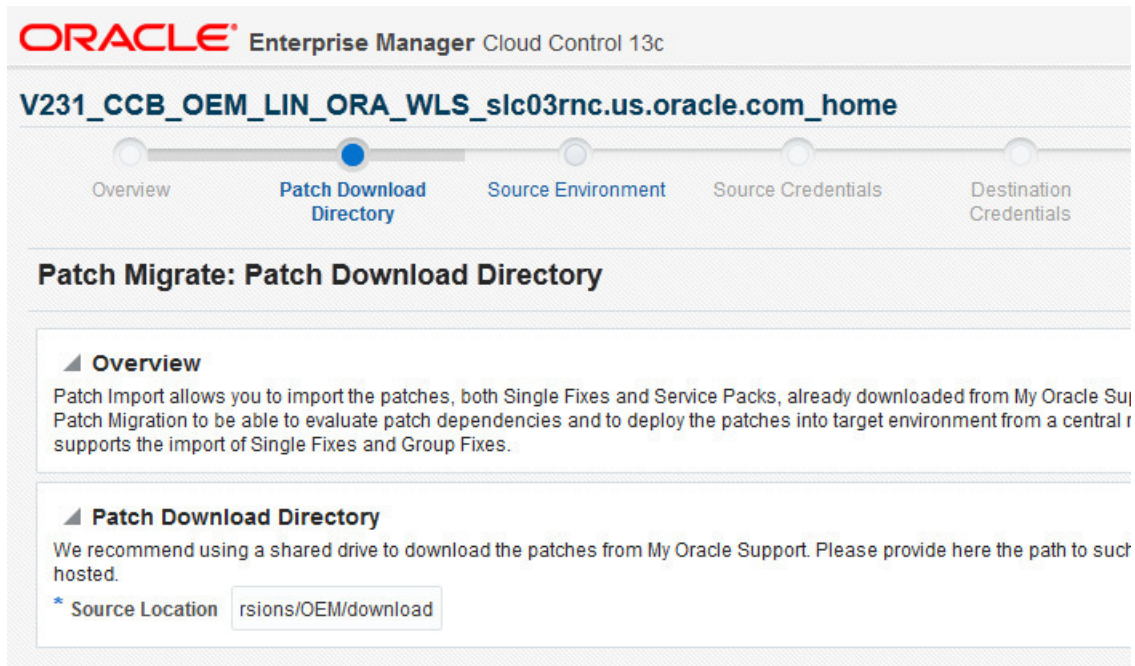 ORACLE Enterprise Manager Cloud Control 13c
V231_CCB_OEM_LIN_ORA_WLS_slc03rnc.us.oracle.com_home
Overview
Patch Download
Directory
Source Environment
Source Credentials
Destination
Credentials
Patch Migrate: Patch Download Directory
Overview
Patch Import allows you to import the patches, both Single Fixes and Service Packs, already downloaded from My Oracle Su
Patch Migration to be able to evaluate patch dependencies and to deploy the patches into target environment from a central
supports the import of Single Fixes and Group Fixes.
Patch Download Directory
We recommend using a shared drive to download the patches from My Oracle Support. Please provide here the path to such
hosted.
* Source Location rsions/OEM/download